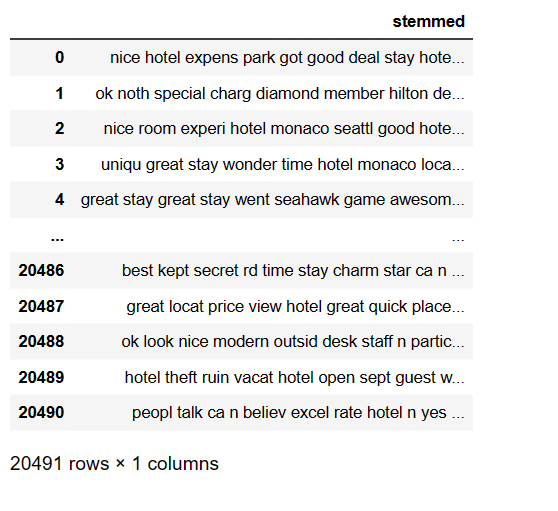 stemmed
0 nice hotel expens park got good deal stay hote...
1 ok noth special charg diamond member hilton de...
2 nice room experi hotel monaco seattl good hote...
3 uniqu great stay wonder time hotel monaco loca...
4 great stay great stay went seahawk game awesom...
... ...
20486 best kept secret rd time stay charm star ca n ...
20487 great locat price view hotel great quick place...
20488 ok look nice modern outsid desk staff n partic...
20489 hotel theft ruin vacat hotel open sept guest w...
20490 peopl talk ca n believ excel rate hotel n yes ...
20491 rows × 1 columns